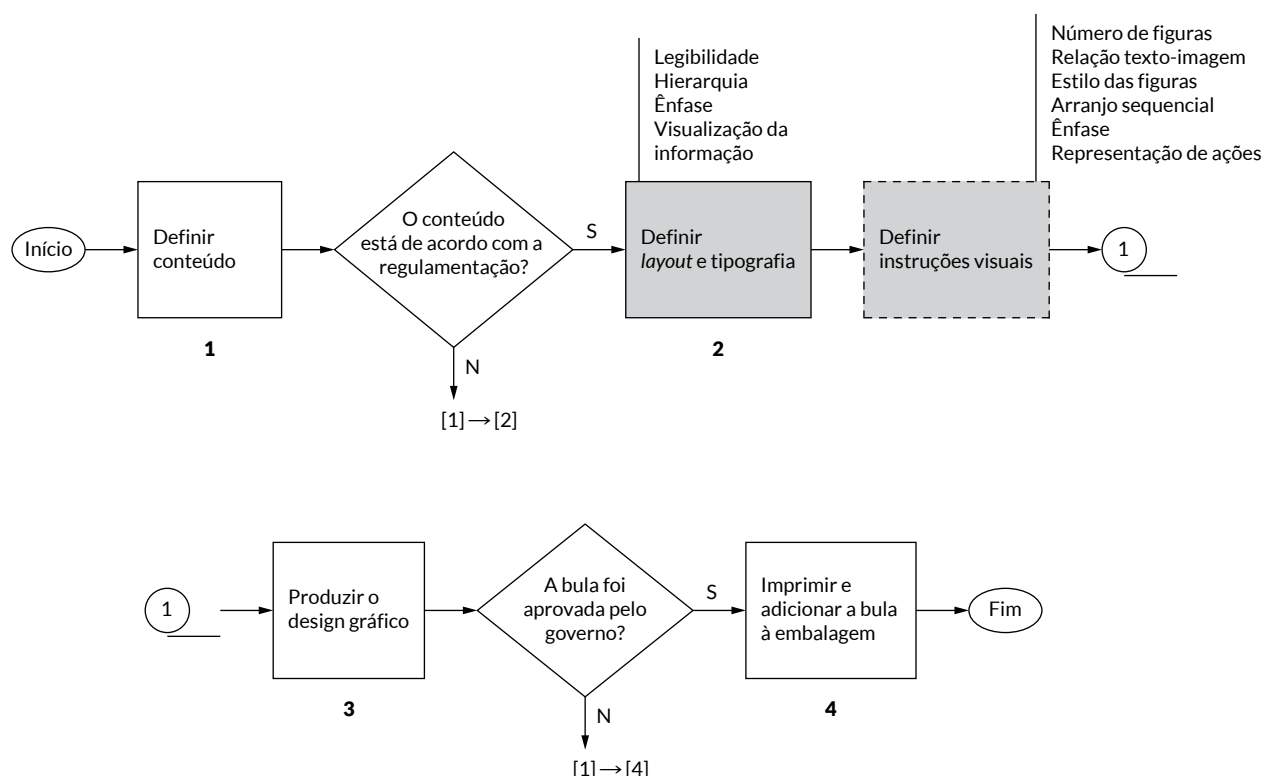 Número de figuras
Relação texto-imagem
Estilo das figuras
Arranjo sequencial
Ênfase
Representação de ações
Legibilidade
Hierarquia
Ênfase
Visualização da
informação
Início
Definir
conteúdo
1
O conteúdo
está de acordo com a
regulamentação?
S
N
[1] → [2]
Definir
layout e tipografia
2
Definir
instruções visuais
1
1
Produzir o
design gráfico
3
A bula foi
aprovada pelo
governo?
S
N
[1] → [4]
Imprimir e
adicionar a bula
à embalagem
4
Fim